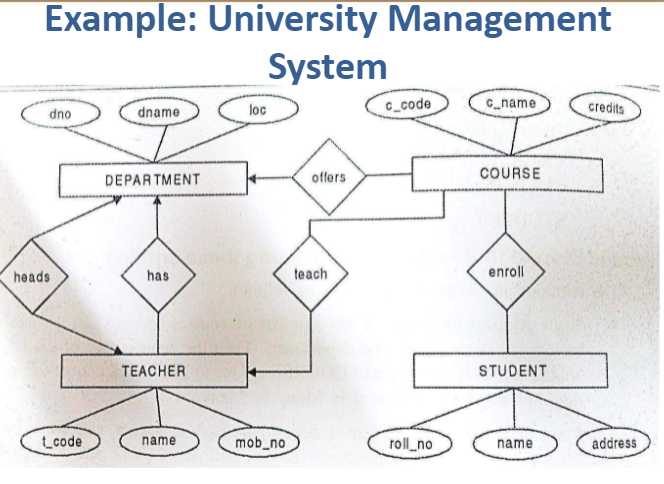 Example: University Management
System
dno
dname
loc
c_code
c_name
credits
DEPARTMENT
offers
COURSE
heads
has
teach
enroll
TEACHER
STUDENT
t_code
name
mob_no
roll_no
name
address